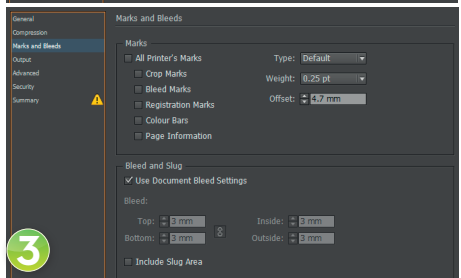 General
Compression
Marks and Bleeds
Output
Advanced
Security
Summary
Marks and Bleeds
Marks
All Printer's Marks
Crop Marks
Bleed Marks
Registration Marks
Colour Bars
Page Information
Type: Default
Weight: 0.25 pt
Offset: 4.7 mm
Bleed and Slug
Use Document Bleed Settings
Bleed:
Top: 3 mm Inside: 3 mm
Bottom: 3 mm Outside: 3 mm
Include Slug Area
3